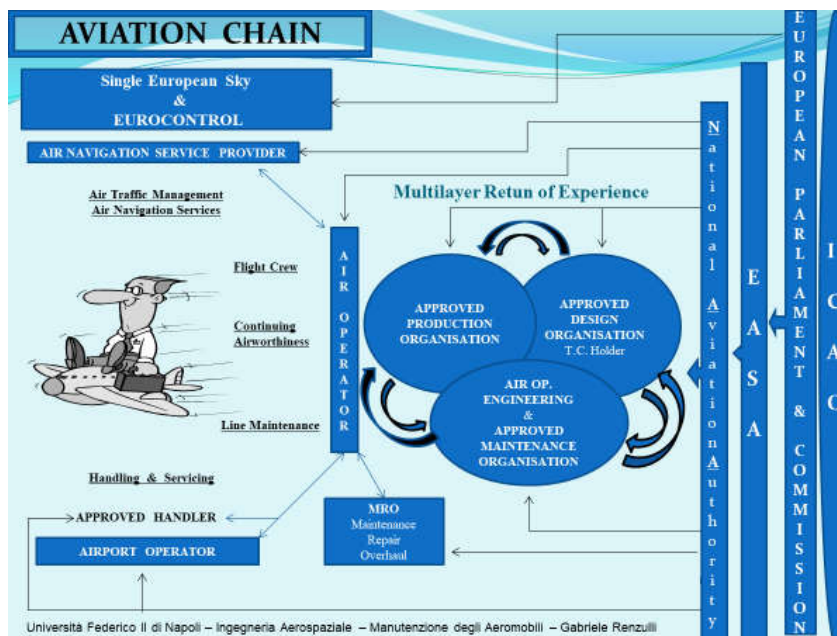 AVIATION CHAIN
Single European Sky
&
EUROCONTROL
AIR NAVIGATION SERVICE PROVIDER
Air Traffic Management
Air Navigation Services
Multilayer Retun of Experience
Flight Crew
Continuing
Airworthiness
Line Maintenance
AIR OPERATOR
APPROVED
PRODUCTION
ORGANISATION
APPROVED
DESIGN
ORGANISATION
T.C. Holder
AIR OP.
ENGINEERING
&
APPROVED
MAINTENANCE
ORGANISATION
Handling & Servicing
APPROVED HANDLER
AIRPORT OPERATOR
MRO
Maintenance
Repair
Overhaul
National Aviation Authority
EASA
EUROPEAN PARLIAMENT & COMMISSION
ICAO
Università Federico II di Napoli – Ingegneria Aerospaziale – Manutenzione degli Aeromobili – Gabriele Renzulli